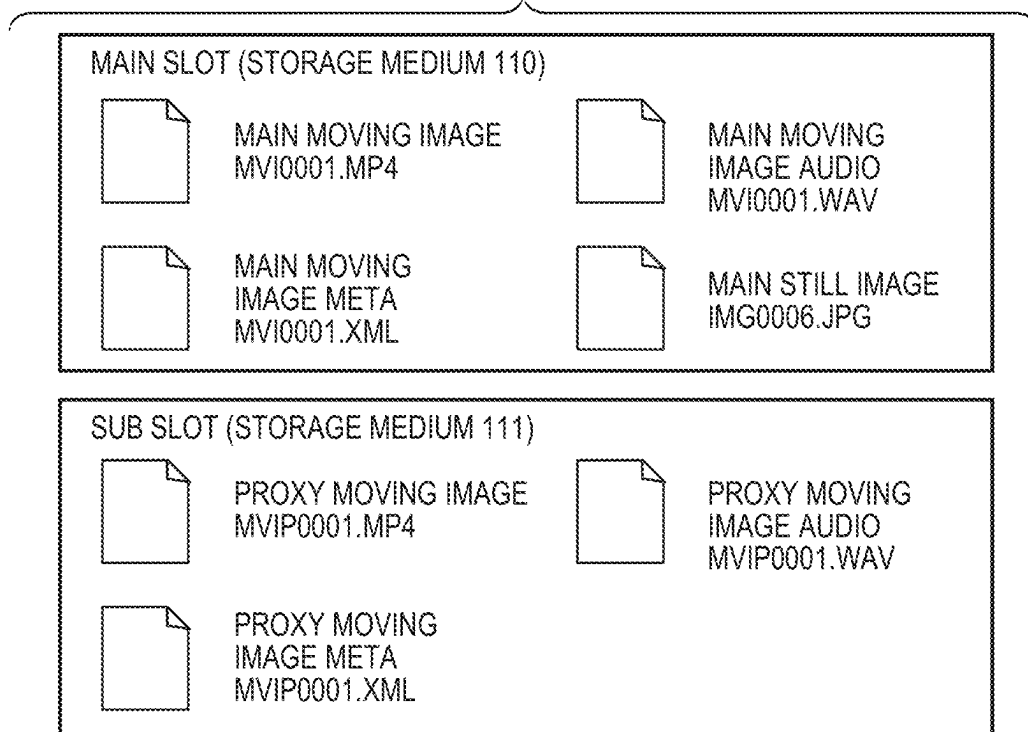 MAIN SLOT (STORAGE MEDIUM 110)
MAIN MOVING IMAGE
MVI0001.MP4
MAIN MOVING
IMAGE AUDIO
MVI0001.WAV
MAIN MOVING
IMAGE META
MVI0001.XML
MAIN STILL IMAGE
IMG0006.JPG
SUB SLOT (STORAGE MEDIUM 111)
PROXY MOVING IMAGE
MVIP0001.MP4
PROXY MOVING
IMAGE AUDIO
MVIP0001.WAV
PROXY MOVING
IMAGE META
MVIP0001.XML